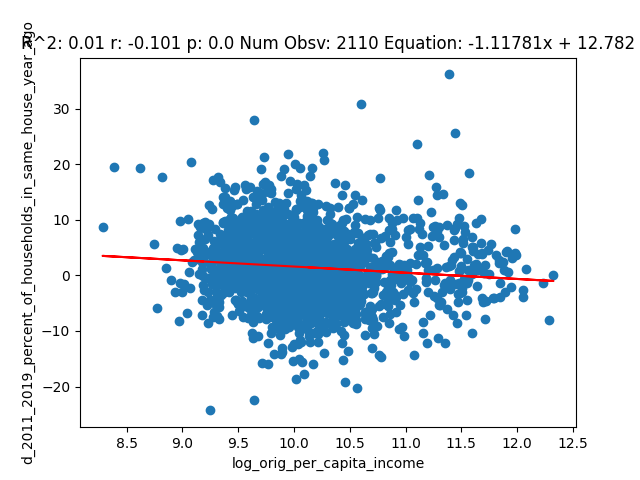 R^2: 0.01 r: -0.101 p: 0.0 Num Obsv: 2110 Equation: -1.11781x + 12.782
d_2011_2019_percent_of_households_in_same_house_year_ago
30
20
10
0
−10
−20
8.5 9.0 9.5 10.0 10.5 11.0 11.5 12.0 12.5
log_orig_per_capita_income